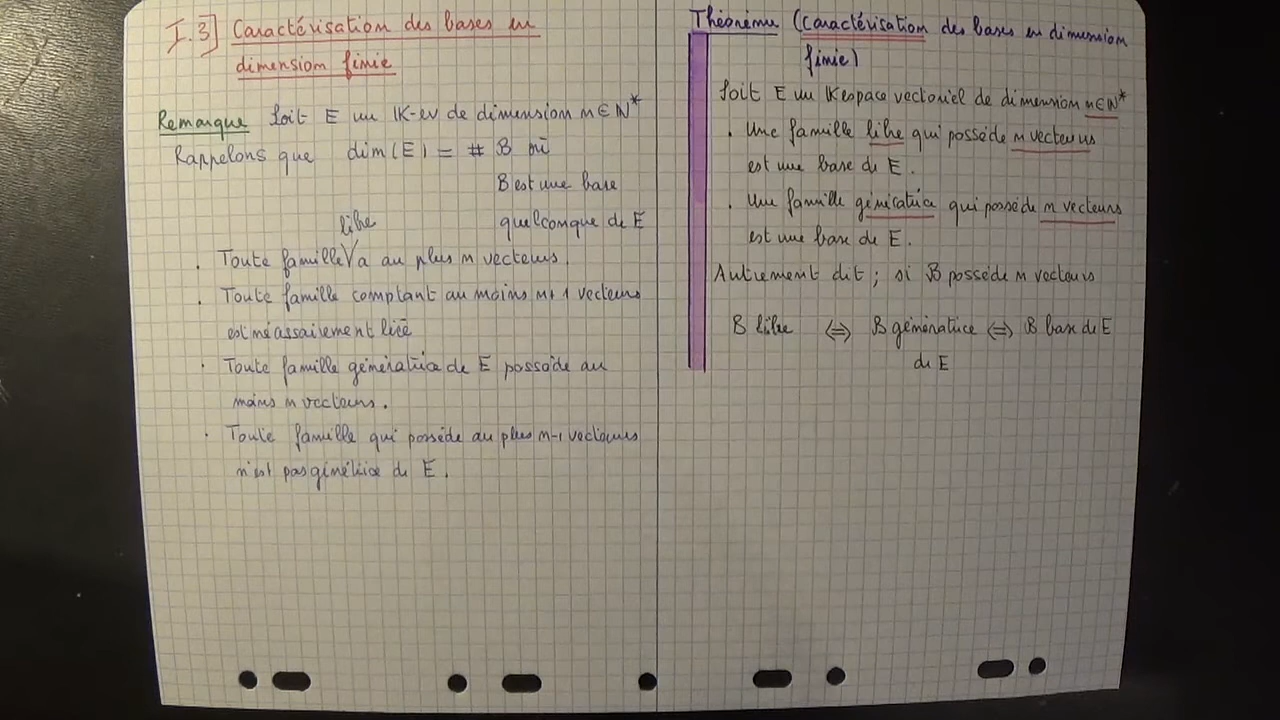 I.3] Caractérisation des bases en
dimension finie
Remarque Soit E un IK-ev de dimension n ∈ N*
Rappelons que dim(E) = # B où
B est une base
quelconque de E
libre
. Toute famille √ a au plus n vecteurs.
. Toute famille comptant au moins n+1 vecteurs
est néassairement liée
. Toute famille génératrice de E possède au
moins n vecteurs.
. Toute famille qui possède au plus n-1 vecteurs
n'est pas génétrice de E.
Théorème (Caractérisation des bases en dimension
finie)
Soit E un IK espace vectoriel de dimension n ∈ N*
. Une famille libre qui possède n vecteurs
est une base de E.
. Une famille génératrice qui possède n vecteurs
est une base de E.
Autrement dit ; si B possède n vecteurs
B libre ⇔ B génératrice ⇔ B base de E
de E